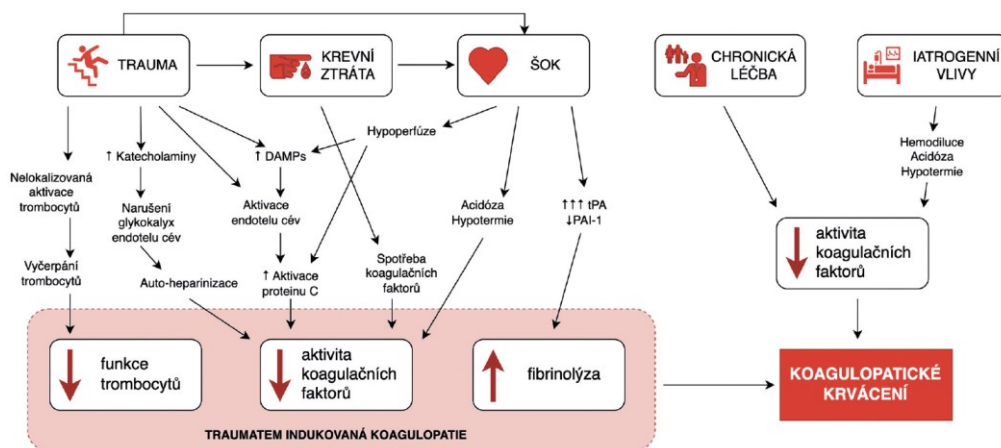 TRAUMA
KREVNÍ
ZTRÁTA
ŠOK
CHRONICKÁ
LÉČBA
IATROGENNÍ
VLIVY
Hypoperfúze
↑ Katecholaminy
↑ DAMPs
Hemodiluce
Acidóza
Hypotermie
Nelokalizovaná
aktivace
trombocytů
Narušení
glykokalyx
endotelu cév
Aktivace
endotelu cév
Acidóza
Hypotermie
↑↑↑ tPA
↓PAI-1
aktivita
koagulačních
faktorů
Vyčerpání
trombocytů
Auto-heparinizace
↑ Aktivace
proteinu C
Spotřeba
koagulačních
faktorů
funkce
trombocytů
aktivita
koagulačních
faktorů
fibrinolýza
KOAGULOPATICKÉ
KRVÁCENÍ
TRAUMATEM INDUKOVANÁ KOAGULOPATIE